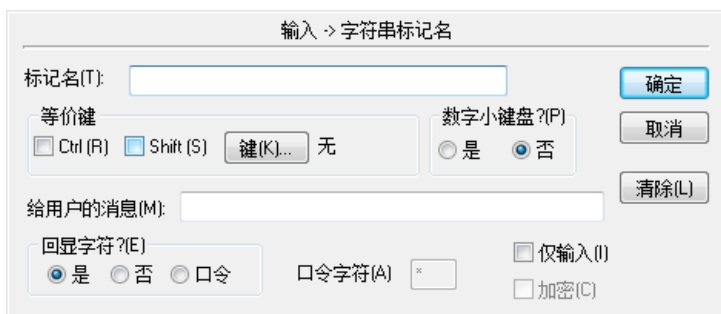 输入 -> 字符串标记名
标记名(T):
确定
等价键
数字小键盘?(P)
Ctrl (R) Shift (S) 键(K)... 无
是 否
取消
清除(L)
给用户的消息(M):
回显字符?(E)
是 否 口令
口令字符(A) *
仅输入(I)
加密(C)